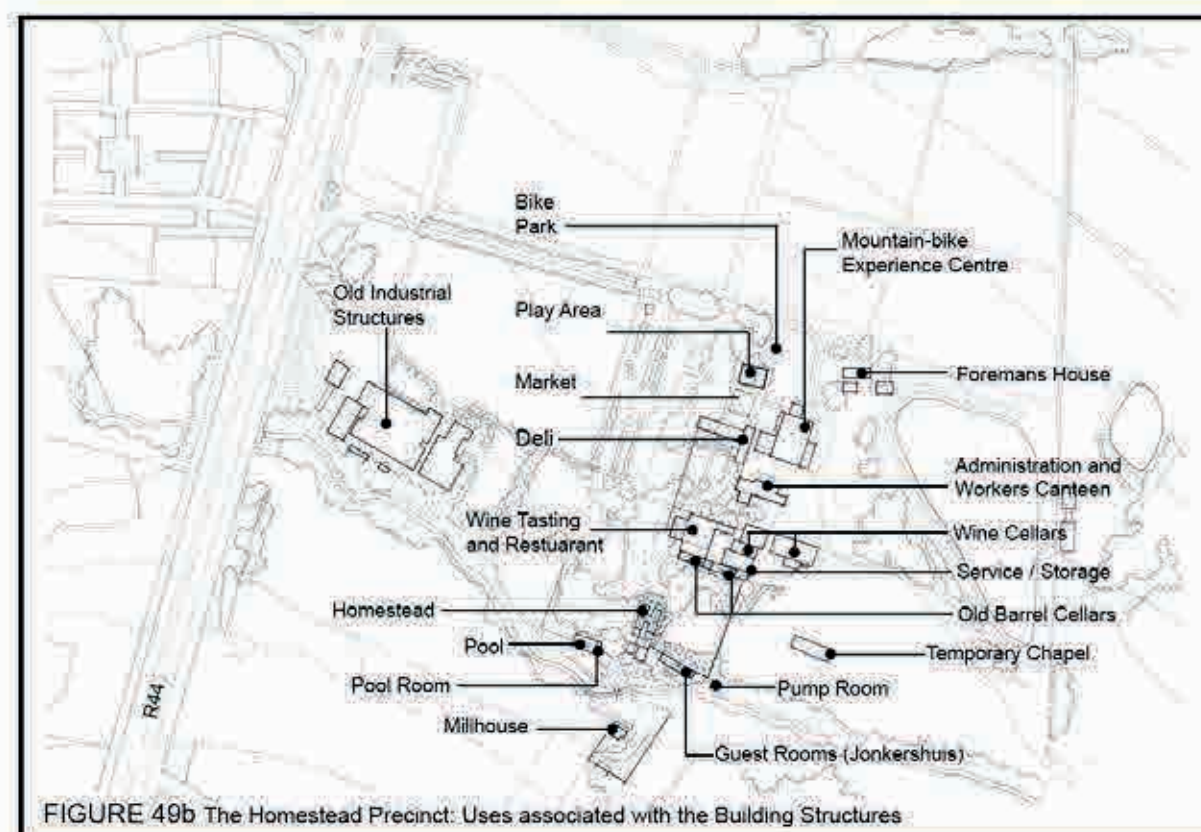 Bike
Park
Mountain-bike
Experience Centre
Old Industrial
Structures
Play Area
Foremans House
Market
Deli
Administration and
Workers Canteen
Wine Tasting
and Restuarant
Wine Cellars
Service / Storage
Homestead
Old Barrel Cellars
Pool
Temporary Chapel
Pool Room
Pump Room
R44
Millhouse
Guest Rooms (Jonkershuis)
FIGURE 49b The Homestead Precinct: Uses associated with the Building Structures